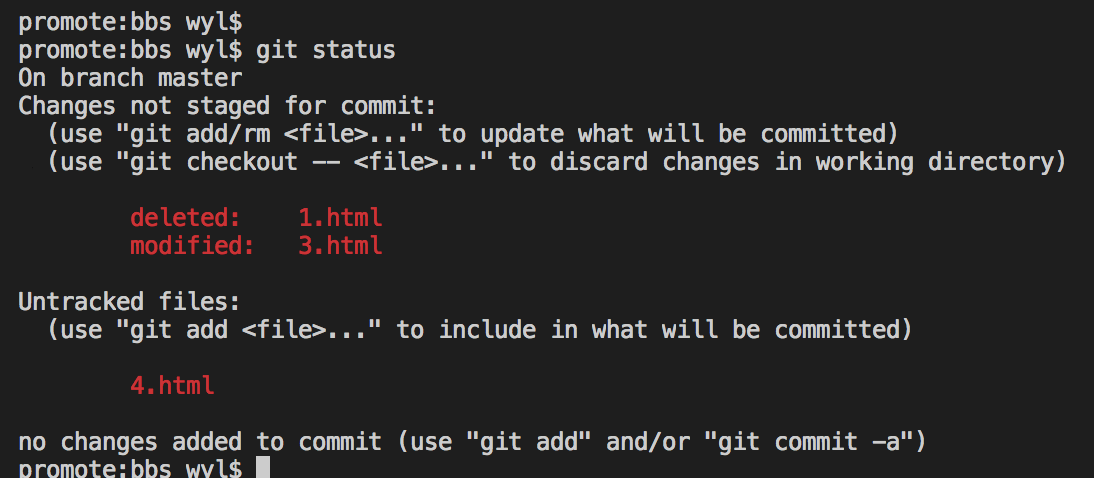 promote:bbs wyl$
promote:bbs wyl$ git status
On branch master
Changes not staged for commit:
  (use "git add/rm <file>..." to update what will be committed)
  (use "git checkout -- <file>..." to discard changes in working directory)
        deleted:    1.html
        modified:   3.html
Untracked files:
  (use "git add <file>..." to include in what will be committed)
        4.html
no changes added to commit (use "git add" and/or "git commit -a")
promote:bbs wyl$